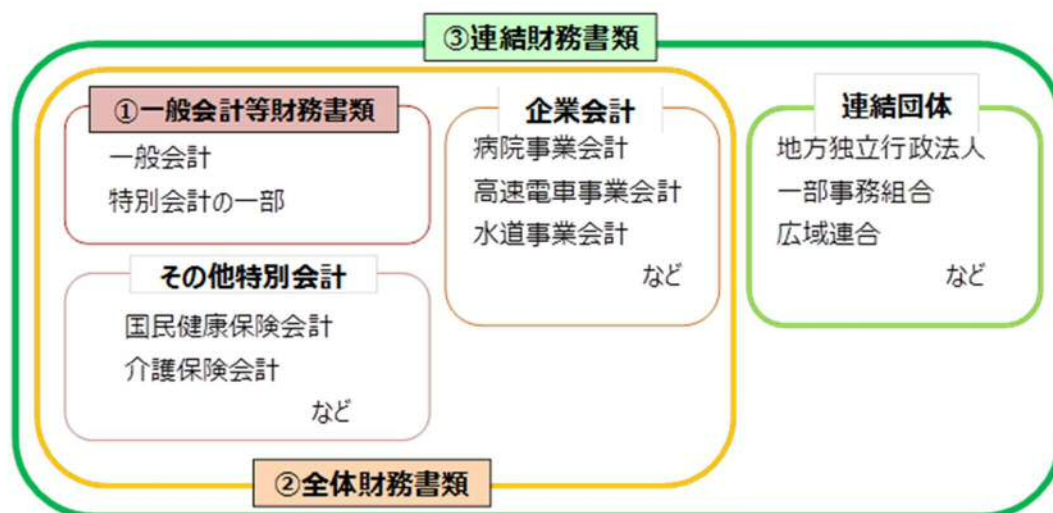 ③連結財務書類
①一般会計等財務書類
一般会計
特別会計の一部
その他特別会計
国民健康保険会計
介護保険会計
など
企業会計
病院事業会計
高速電車事業会計
水道事業会計
など
連結団体
地方独立行政法人
一部事務組合
広域連合
など
②全体財務書類